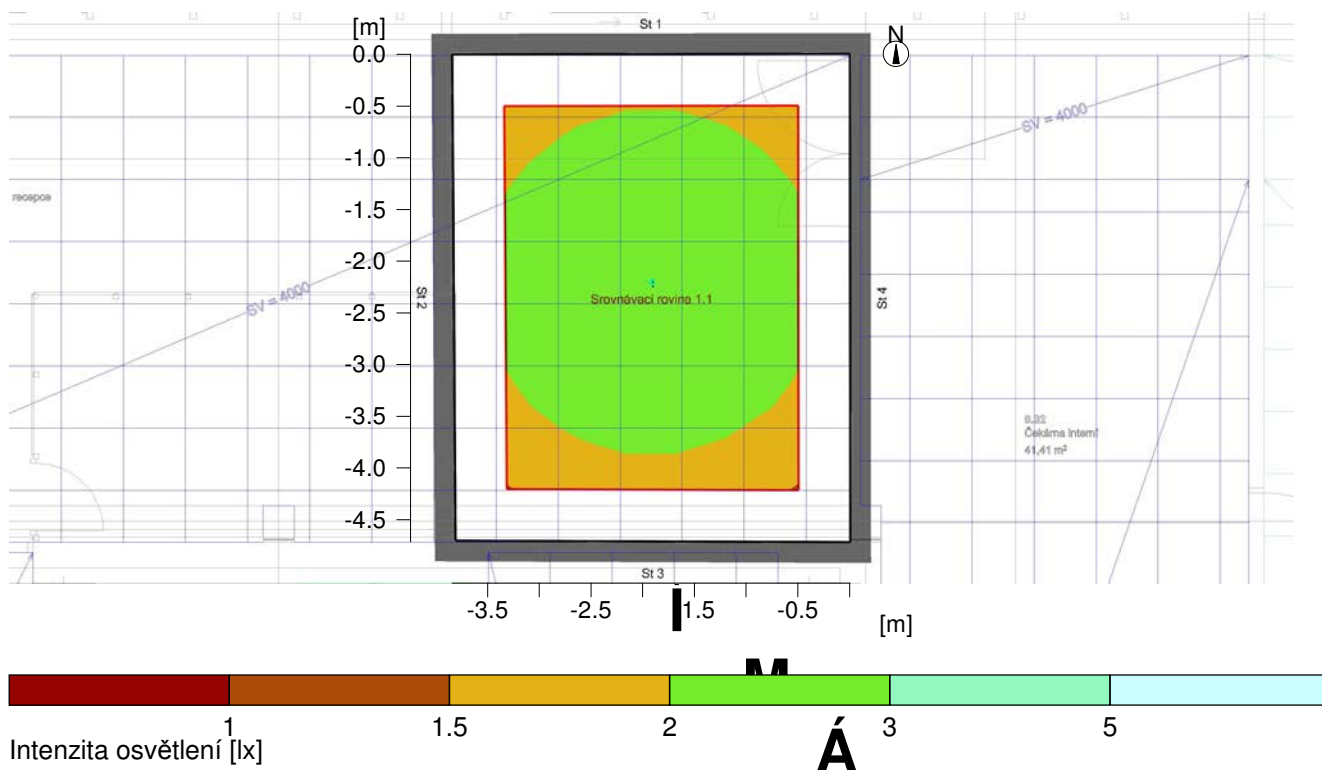 St 1
[m]
N
0.0
-0.5
-1.0
-1.5
-2.0
-2.5
-3.0
-3.5
-4.0
-4.5
SV = 4000
recepce
SV = 4000
St 2
Srovnávací rovina 1.1
St 4
Čekárna interní
41,41 m²
St 3
-3.5 -2.5 1.5 -0.5
[m]
M
1 1.5 2 3 5
Á
Intenzita osvětlení [lx]